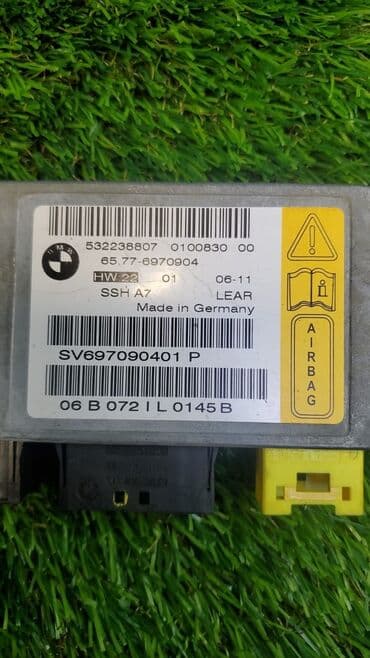 BMW
532238807 0100830 00
65.77-6970904
HW 22 01 06-11
SSH A7 LEAR
Made in Germany
SV697090401 P
06 B 072 I L 0145 B
i
AIRBAG